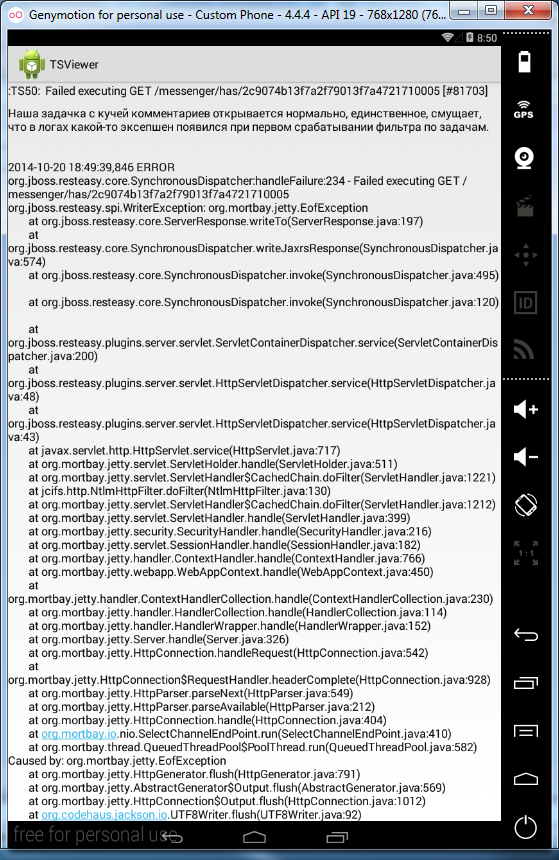 Genymotion for personal use - Custom Phone - 4.4.4 - API 19 - 768x1280 (76...
8:50
TSViewer
:TS50: Failed executing GET /messenger/has/2c9074b13f7a2f79013f7a4721710005 [#81703]
Наша задачка с кучей комментариев открывается нормально, единственное, смущает,
что в логах какой-то эксепшен появился при первом срабатывании фильтра по задачам.
2014-10-20 18:49:39,846 ERROR
org.jboss.resteasy.core.SynchronousDispatcher:handleFailure:234 - Failed executing GET /
messenger/has/2c9074b13f7a2f79013f7a4721710005
org.jboss.resteasy.spi.WriterException: org.mortbay.jetty.EofException
at org.jboss.resteasy.core.ServerResponse.writeTo(ServerResponse.java:197)
at
org.jboss.resteasy.core.SynchronousDispatcher.writeJaxrsResponse(SynchronousDispatcher.ja
va:574)
at org.jboss.resteasy.core.SynchronousDispatcher.invoke(SynchronousDispatcher.java:495)
at org.jboss.resteasy.core.SynchronousDispatcher.invoke(SynchronousDispatcher.java:120)
at
org.jboss.resteasy.plugins.server.servlet.ServletContainerDispatcher.service(ServletContainerDis
patcher.java:200)
at
org.jboss.resteasy.plugins.server.servlet.HttpServletDispatcher.service(HttpServletDispatcher.ja
va:48)
at
org.jboss.resteasy.plugins.server.servlet.HttpServletDispatcher.service(HttpServletDispatcher.ja
va:43)
at javax.servlet.http.HttpServlet.service(HttpServlet.java:717)
at org.mortbay.jetty.servlet.ServletHolder.handle(ServletHolder.java:511)
at org.mortbay.jetty.servlet.ServletHandler$CachedChain.doFilter(ServletHandler.java:1221)
at jcifs.http.NtlmHttpFilter.doFilter(NtlmHttpFilter.java:130)
at org.mortbay.jetty.servlet.ServletHandler$CachedChain.doFilter(ServletHandler.java:1212)
at org.mortbay.jetty.servlet.ServletHandler.handle(ServletHandler.java:399)
at org.mortbay.jetty.security.SecurityHandler.handle(SecurityHandler.java:216)
at org.mortbay.jetty.servlet.SessionHandler.handle(SessionHandler.java:182)
at org.mortbay.jetty.handler.ContextHandler.handle(ContextHandler.java:766)
at org.mortbay.jetty.webapp.WebAppContext.handle(WebAppContext.java:450)
at
org.mortbay.jetty.handler.ContextHandlerCollection.handle(ContextHandlerCollection.java:230)
at org.mortbay.jetty.handler.HandlerCollection.handle(HandlerCollection.java:114)
at org.mortbay.jetty.handler.HandlerWrapper.handle(HandlerWrapper.java:152)
at org.mortbay.jetty.Server.handle(Server.java:326)
at org.mortbay.jetty.HttpConnection.handleRequest(HttpConnection.java:542)
at
org.mortbay.jetty.HttpConnection$RequestHandler.headerComplete(HttpConnection.java:928)
at org.mortbay.jetty.HttpParser.parseNext(HttpParser.java:549)
at org.mortbay.jetty.HttpParser.parseAvailable(HttpParser.java:212)
at org.mortbay.jetty.HttpConnection.handle(HttpConnection.java:404)
at org.mortbay.io.nio.SelectChannelEndPoint.run(SelectChannelEndPoint.java:410)
at org.mortbay.thread.QueuedThreadPool$PoolThread.run(QueuedThreadPool.java:582)
Caused by: org.mortbay.jetty.EofException
at org.mortbay.jetty.HttpGenerator.flush(HttpGenerator.java:791)
at org.mortbay.jetty.AbstractGenerator$Output.flush(AbstractGenerator.java:569)
at org.mortbay.jetty.HttpConnection$Output.flush(HttpConnection.java:1012)
at org.codehaus.jackson.io.UTF8Writer.flush(UTF8Writer.java:92)
free for personal use
GPS
ID
1:1